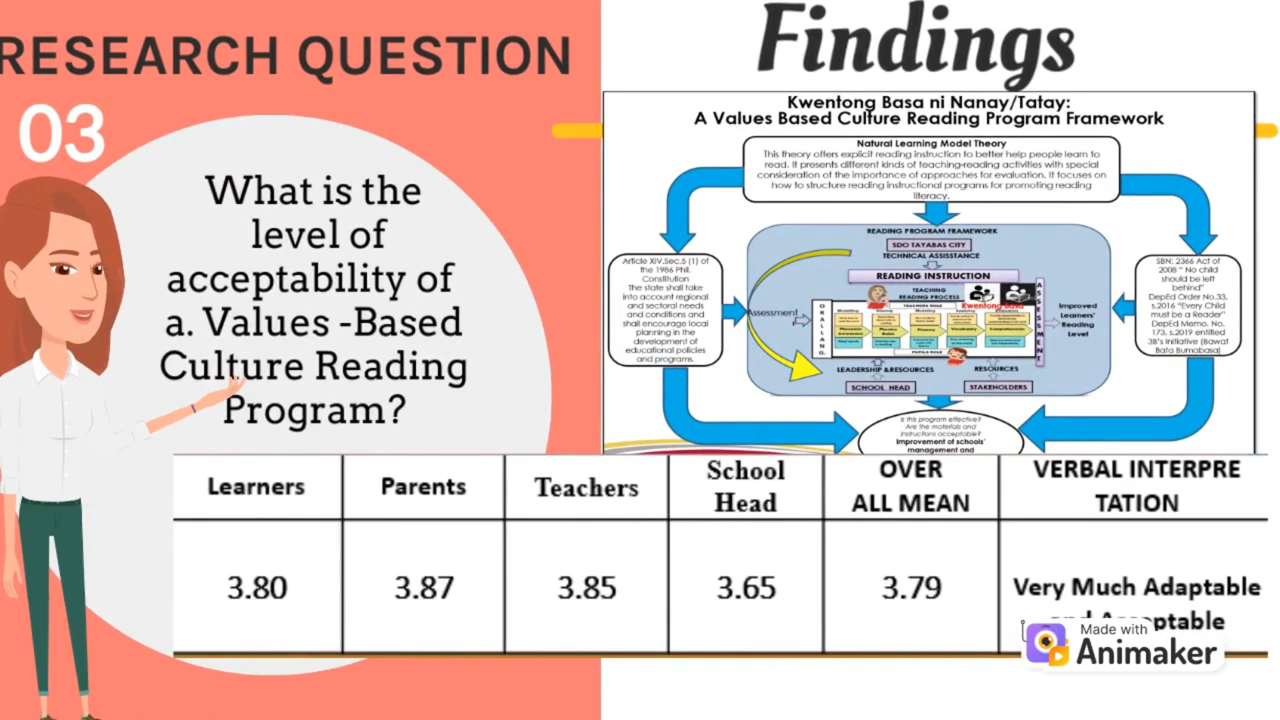 RESEARCH QUESTION
03
What is the
level of
acceptability of
a. Values -Based
Culture Reading
Program?
Findings
Kwentong Basa ni Nanay/Tatay:
A Values Based Culture Reading Program Framework
Natural Learning Model Theory
This theory offers explicit reading instruction to better help people learn to
read. It presents different kinds of teaching-reading activities with special
consideration of the importance of approaches for evaluation. It focuses on
how to structure reading instructional programs for promoting reading
literacy.
Article XIV.Sec.5 (1) of
the 1986 Phil.
Constitution
The state shall take
into account regional
and sectoral needs
and conditions and
shall encourage local
planning in the
development of
educational policies
and programs.
READING PROGRAM FRAMEWORK
SDO TAYABAS CITY
TECHNICAL ASSISSTANCE
READING INSTRUCTION
TEACHING
READING PROCESS
Kwentong Basa
TEACHERS ROLE
Assessment
ORAL LANG.
Fluency
Vocabulary
Comprehension
PUPILS ROLE
ASSESSMENT
LEADERSHIP &RESOURCES
RESOURCES
SCHOOL HEAD
STAKEHOLDERS
Improved
Learners'
Reading
Level
SBN: 2366 Act of
2008 " No child
should be left
behind"
DepEd Order No.33,
s.2016 "Every Child
must be a Reader"
DepEd Memo. No.
173, s.2019 entitled
3B's Initiative (Bawat
Bata Bumabasa)
Is this program effective?
Are the materials and
instructions acceptable?
Improvement of schools'
management and
Learners
Parents
Teachers
School
Head
OVER
ALL MEAN
VERBAL INTERPRE
TATION
3.80
3.87
3.85
3.65
3.79
Very Much Adaptable
Made with
Animaker